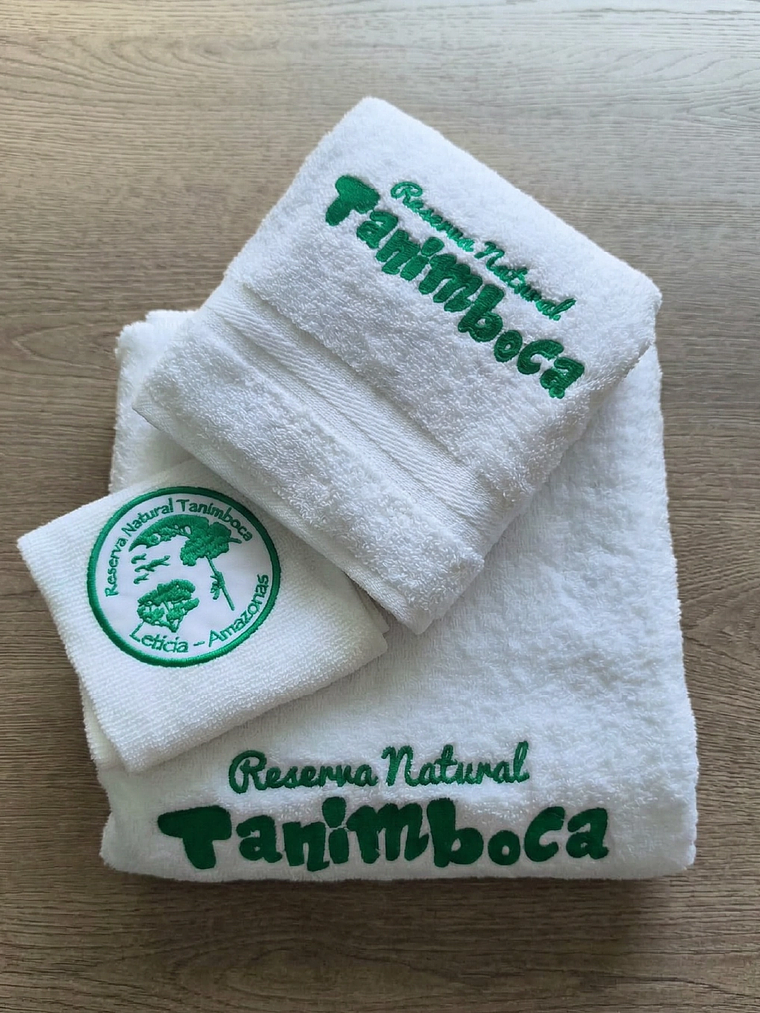 Reserva Natural
Tanimboca
Reserva Natural Tanimboca
Leticia - Amazonas
Reserva Natural
Tanimboca